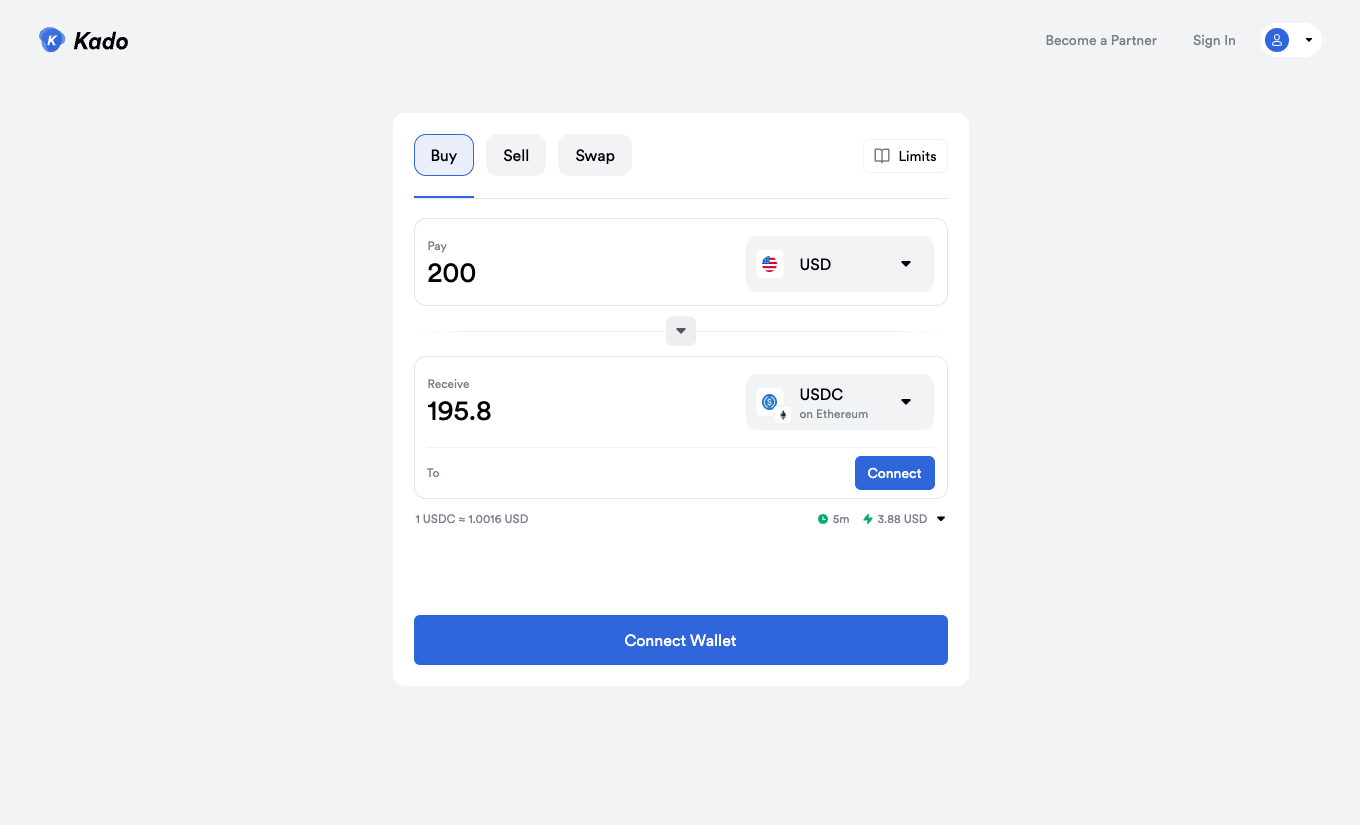 K Kado
Become a Partner Sign In
Buy Sell Swap Limits
Pay
200
USD
Receive
195.8
USDC
on Ethereum
To
Connect
1 USDC ≈ 1.0016 USD 5m 3.88 USD
Connect Wallet